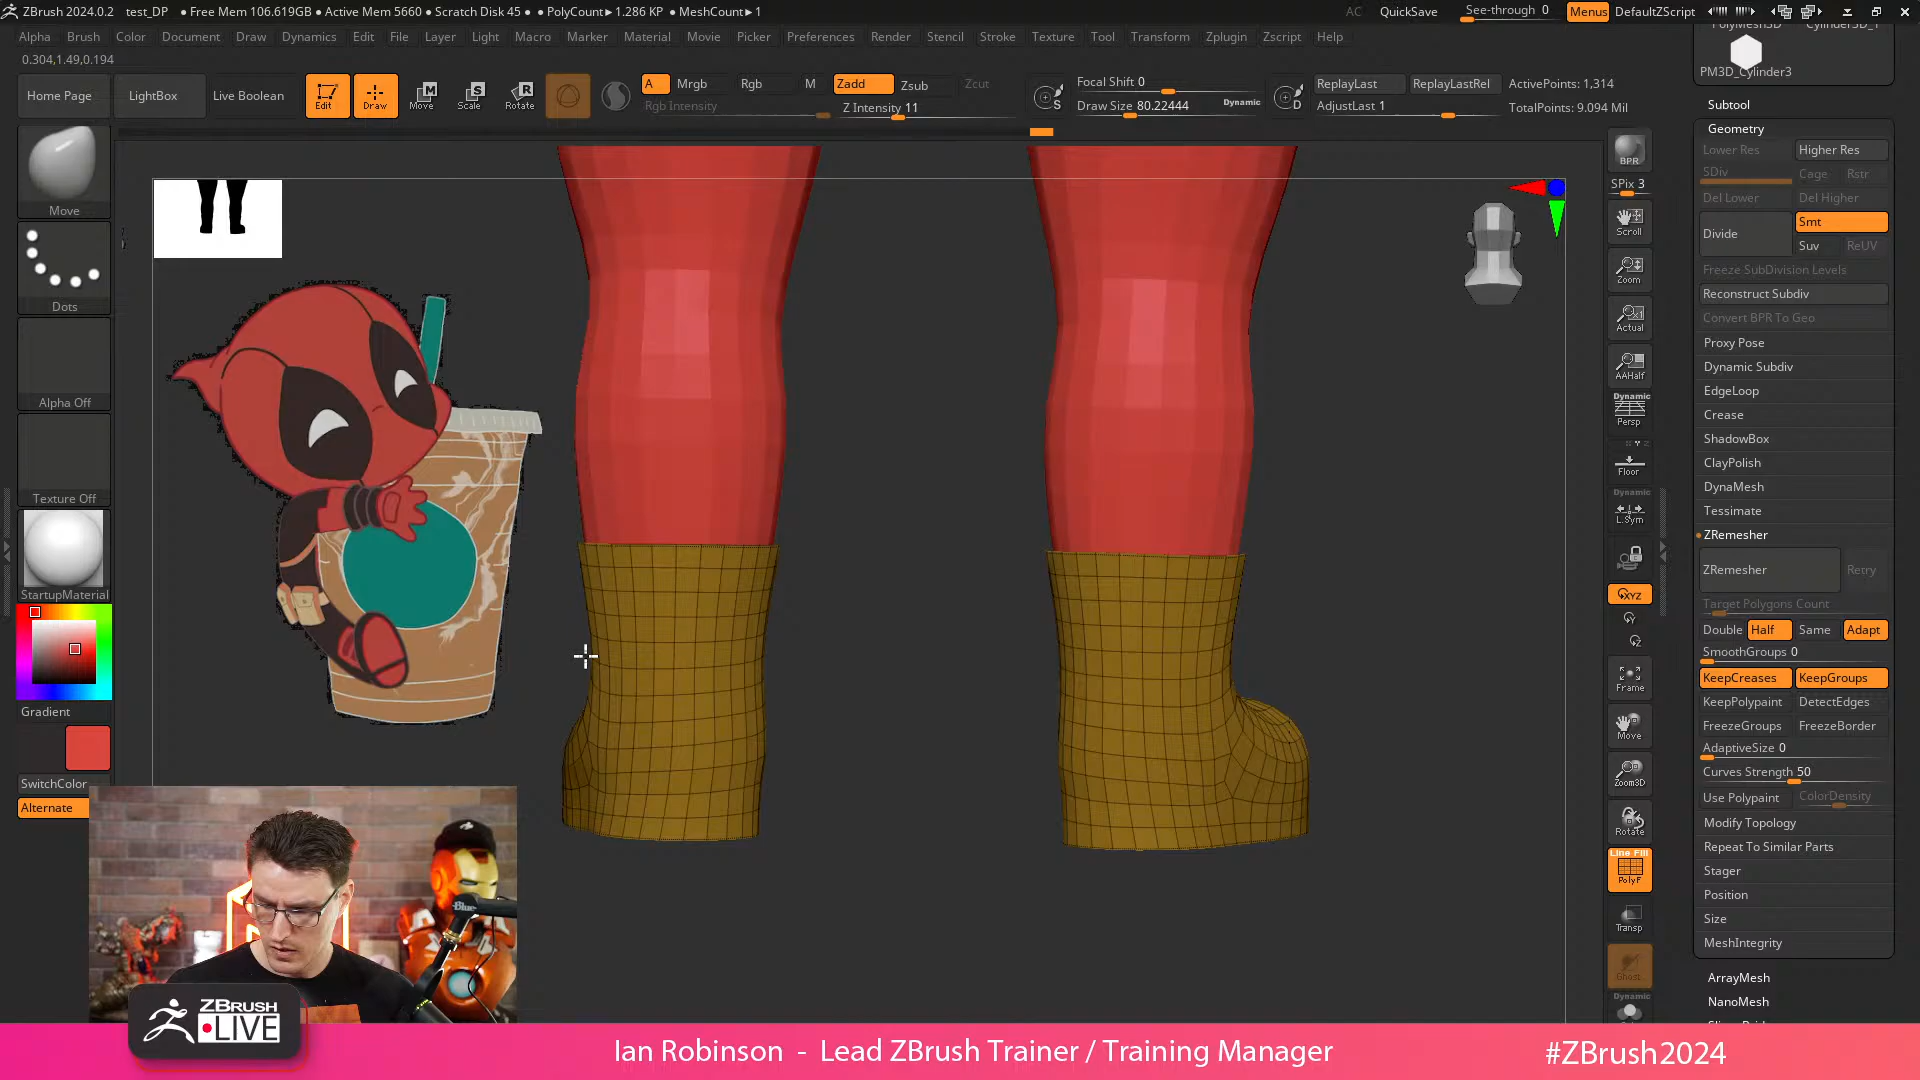 ZBrush 2024.0.2 test_DP • Free Mem 106.619GB • Active Mem 5660 • Scratch Disk 45 • PolyCount▸1.286 KP • MeshCount▸1
AC QuickSave See-through 0 Menus DefaultZScript
Alpha Brush Color Document Draw Dynamics Edit File Layer Light Macro Marker Material Movie Picker Preferences Render Stencil Stroke Texture Tool Transform Zplugin Zscript Help
0.304,1.49,0.194
Home Page LightBox Live Boolean Edit Draw Move Scale Rotate
A Mrgb Rgb M Zadd Zsub Zcut
Rgb Intensity Z Intensity 11
Focal Shift 0
Draw Size 80.22444 Dynamic
S D
ReplayLast ReplayLastRel ActivePoints: 1,314
AdjustLast 1 TotalPoints: 9.094 Mil
Move
Dots
Alpha Off
Texture Off
StartupMaterial
Gradient
SwitchColor
Alternate
BPR
SPix 3
Scroll
Zoom
Actual
AAHalf
Dynamic
Persp
Floor
Dynamic
L.Sym
XYZ
Frame
Move
Zoom3D
Rotate
Line Fill
PolyF
Transp
Ghost
Dynamic
PM3D_Cylinder3
Subtool
Geometry
Lower Res Higher Res
SDiv Cage Rstr
Del Lower Del Higher
Divide Smt
Suv ReUV
Freeze SubDivision Levels
Reconstruct Subdiv
Convert BPR To Geo
Proxy Pose
Dynamic Subdiv
EdgeLoop
Crease
ShadowBox
ClayPolish
DynaMesh
Tessimate
ZRemesher
ZRemesher Retry
Target Polygons Count
Double Half Same Adapt
SmoothGroups 0
KeepCreases KeepGroups
KeepPolypaint DetectEdges
FreezeGroups FreezeBorder
AdaptiveSize 0
Curves Strength 50
Use Polypaint ColorDensity
Modify Topology
Repeat To Similar Parts
Stager
Position
Size
MeshIntegrity
ArrayMesh
NanoMesh
Blue
ZBRUSH
LIVE
Ian Robinson - Lead ZBrush Trainer / Training Manager
#ZBrush2024